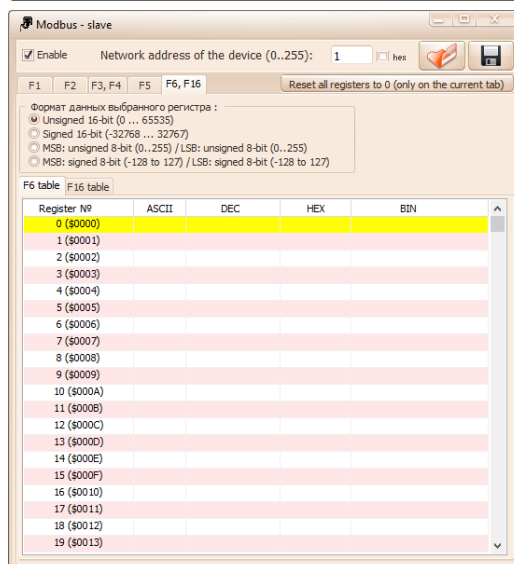 Modbus - slave
Enable Network address of the device (0..255): 1 hex
F1 F2 F3, F4 F5 F6, F16 Reset all registers to 0 (only on the current tab)
Формат данных выбранного регистра :
Unsigned 16-bit (0 ... 65535)
Signed 16-bit (-32768 ... 32767)
MSB: unsigned 8-bit (0..255) / LSB: unsigned 8-bit (0..255)
MSB: signed 8-bit (-128 to 127) / LSB: signed 8-bit (-128 to 127)
F6 table F16 table
Register № ASCII DEC HEX BIN
0 ($0000)
1 ($0001)
2 ($0002)
3 ($0003)
4 ($0004)
5 ($0005)
6 ($0006)
7 ($0007)
8 ($0008)
9 ($0009)
10 ($000A)
11 ($000B)
12 ($000C)
13 ($000D)
14 ($000E)
15 ($000F)
16 ($0010)
17 ($0011)
18 ($0012)
19 ($0013)